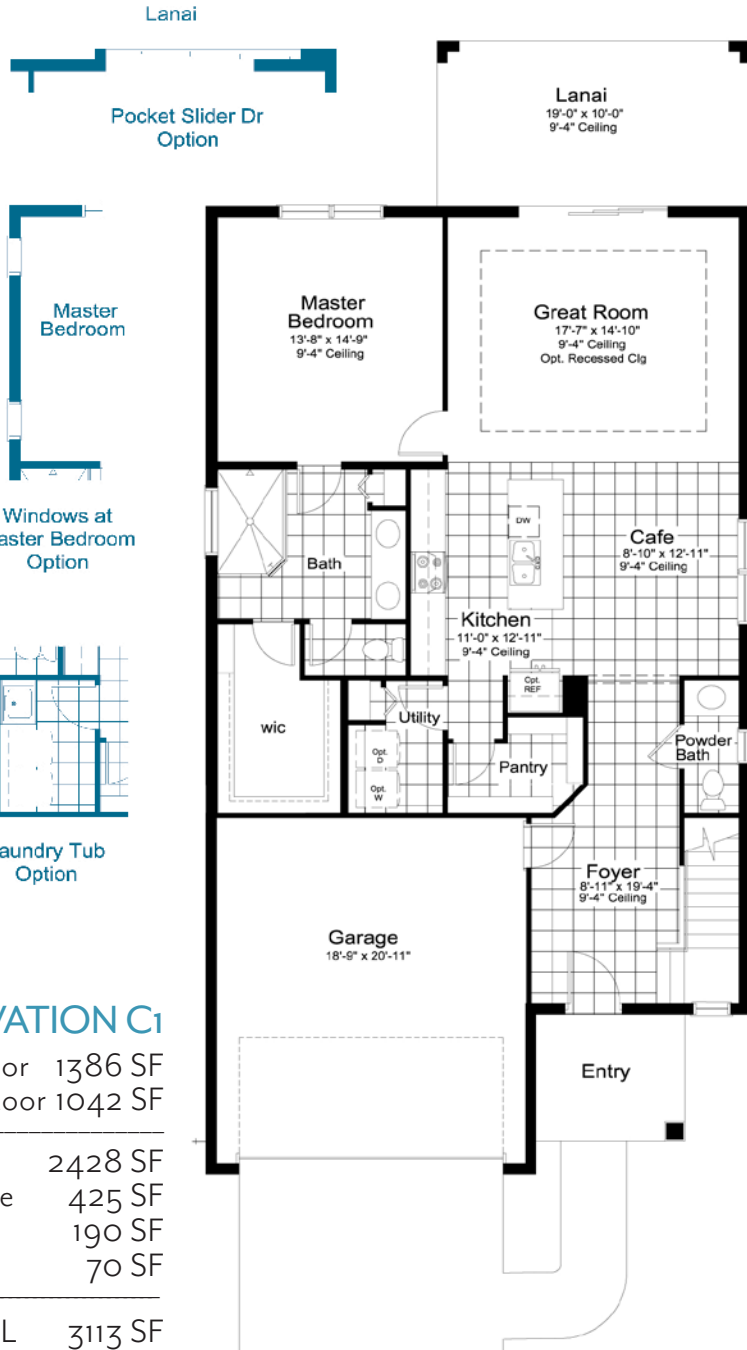 Lanai
Pocket Slider Dr
Option
Master
Bedroom
Windows at
aster Bedroom
Option
aundry Tub
Option
VATION C1
or 1386 SF
oor 1042 SF
2428 SF
e 425 SF
190 SF
70 SF
L 3113 SF
Lanai
19'-0" x 10'-0"
9'-4" Ceiling
Master
Bedroom
13'-8" x 14'-9"
9'-4" Ceiling
Great Room
17'-7" x 14'-10"
9'-4" Ceiling
Opt. Recessed Clg
Bath
DW
Cafe
8'-10" x 12'-11"
9'-4" Ceiling
Kitchen
11'-0" x 12'-11"
9'-4" Ceiling
Opt.
REF
wic
Utility
Opt.
D
Opt.
W
Pantry
Powder
Bath
Foyer
8'-11" x 19'-4"
9'-4" Ceiling
Garage
18'-9" x 20'-11"
Entry